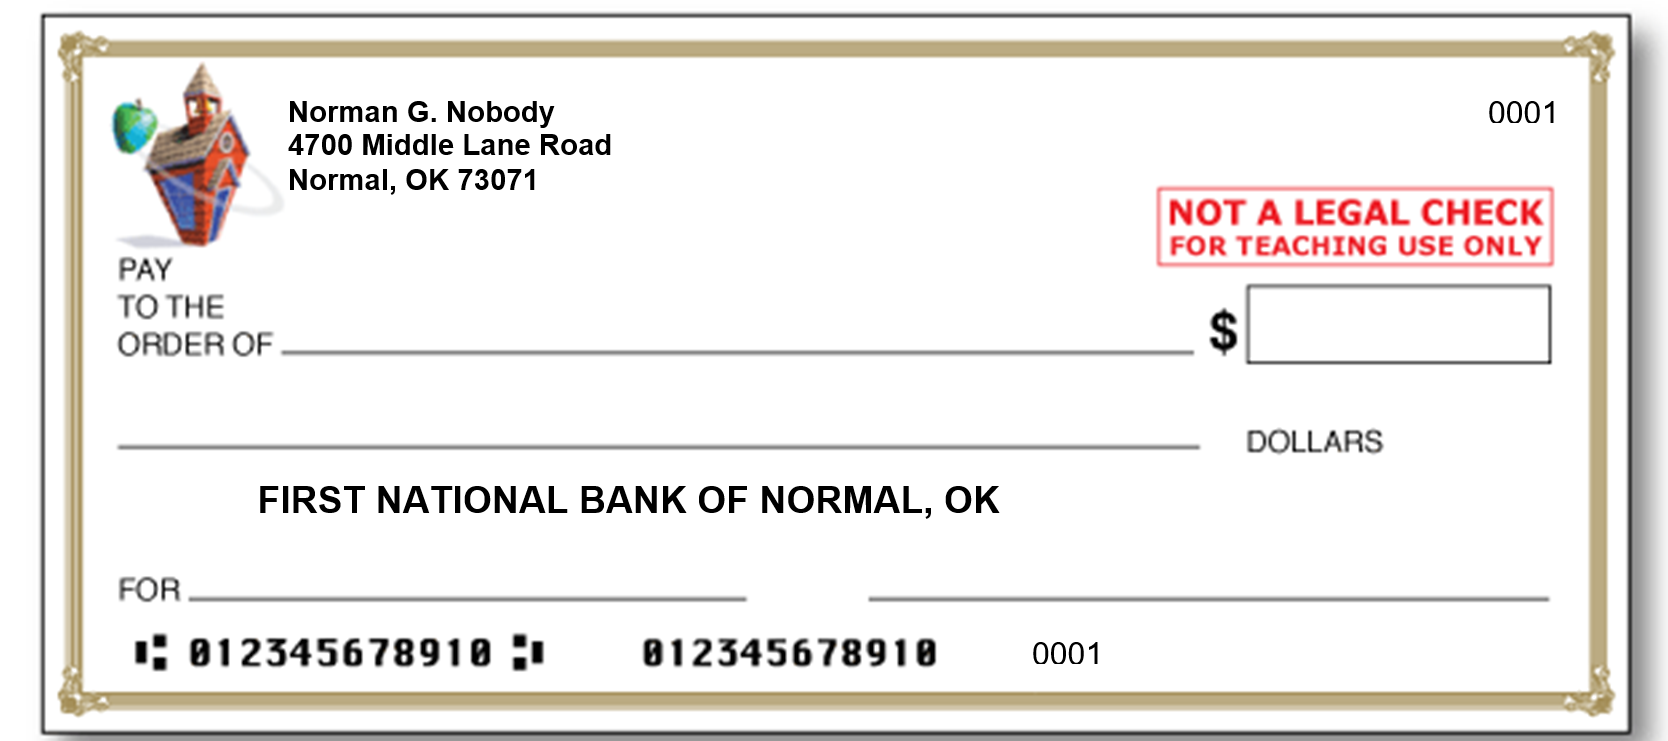 Norman G. Nobody
4700 Middle Lane Road
Normal, OK 73071
0001
NOT A LEGAL CHECK
FOR TEACHING USE ONLY
PAY
TO THE
ORDER OF
$
DOLLARS
FIRST NATIONAL BANK OF NORMAL, OK
FOR
⑆ 012345678910 ⑆ 012345678910 0001